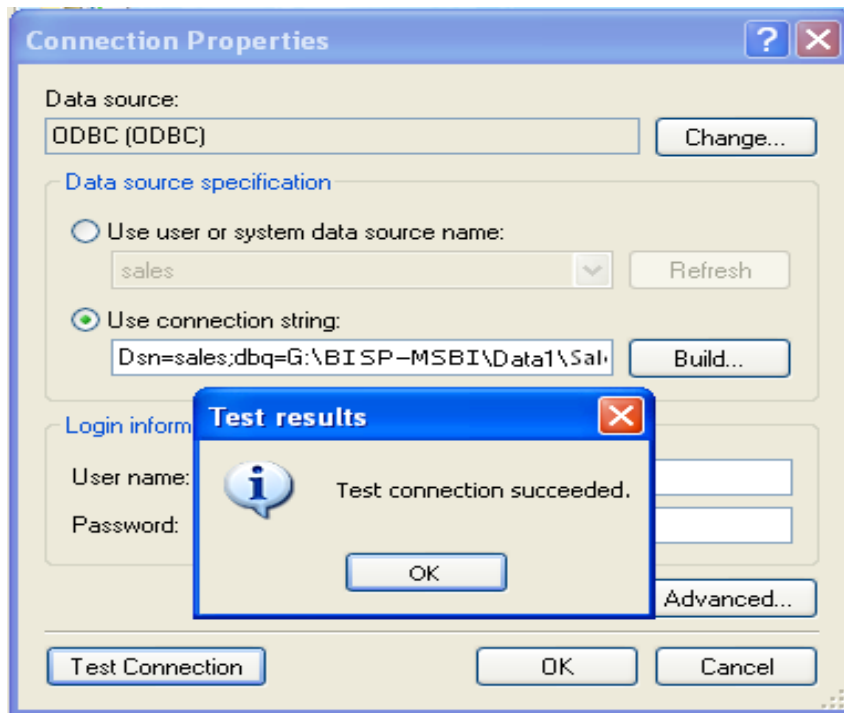 Connection Properties
Data source:
ODBC (ODBC)
Change...
Data source specification
Use user or system data source name:
sales
Refresh
Use connection string:
Dsn=sales;dbq=G:\BISP-MSBI\Data1\Sal
Build...
Login inform
User name:
Password:
Test results
Test connection succeeded.
OK
Advanced...
Test Connection
OK
Cancel